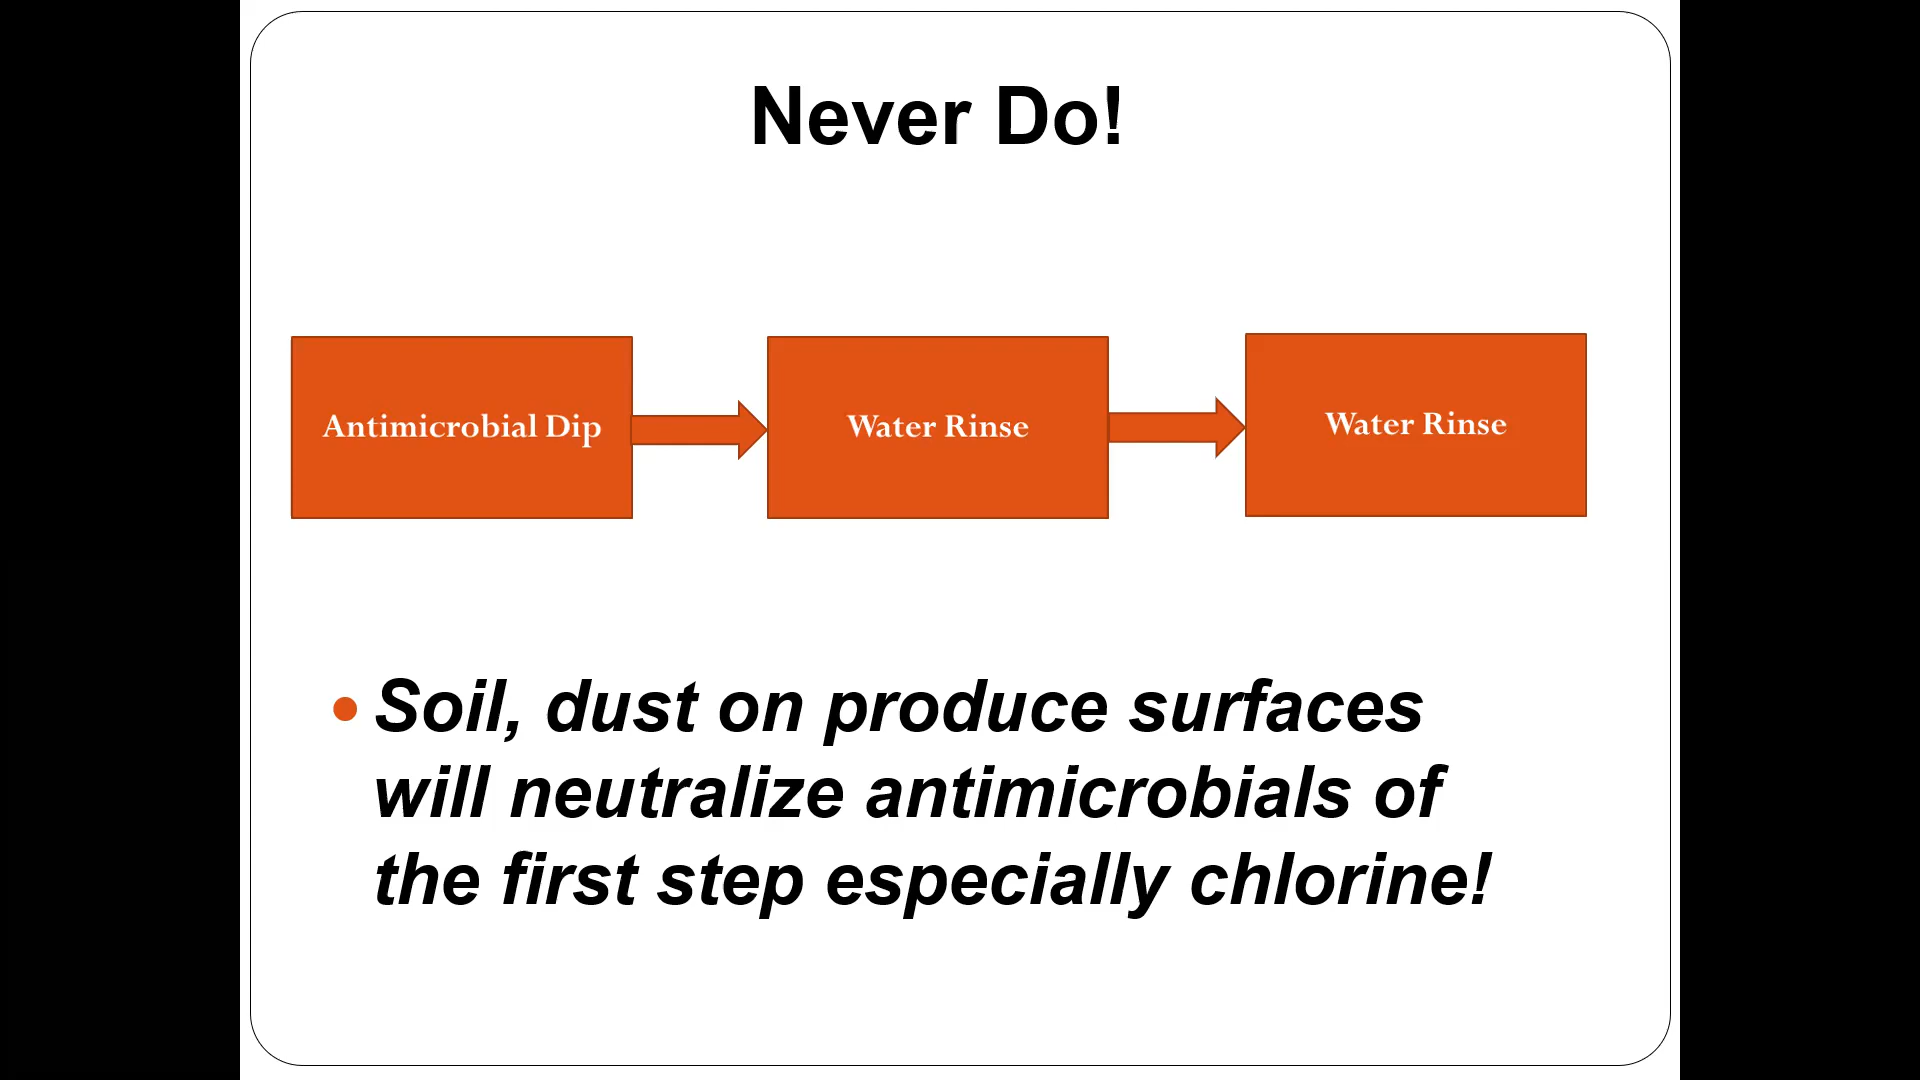 Never Do!
Antimicrobial Dip
Water Rinse
Water Rinse
Soil, dust on produce surfaces
will neutralize antimicrobials of
the first step especially chlorine!